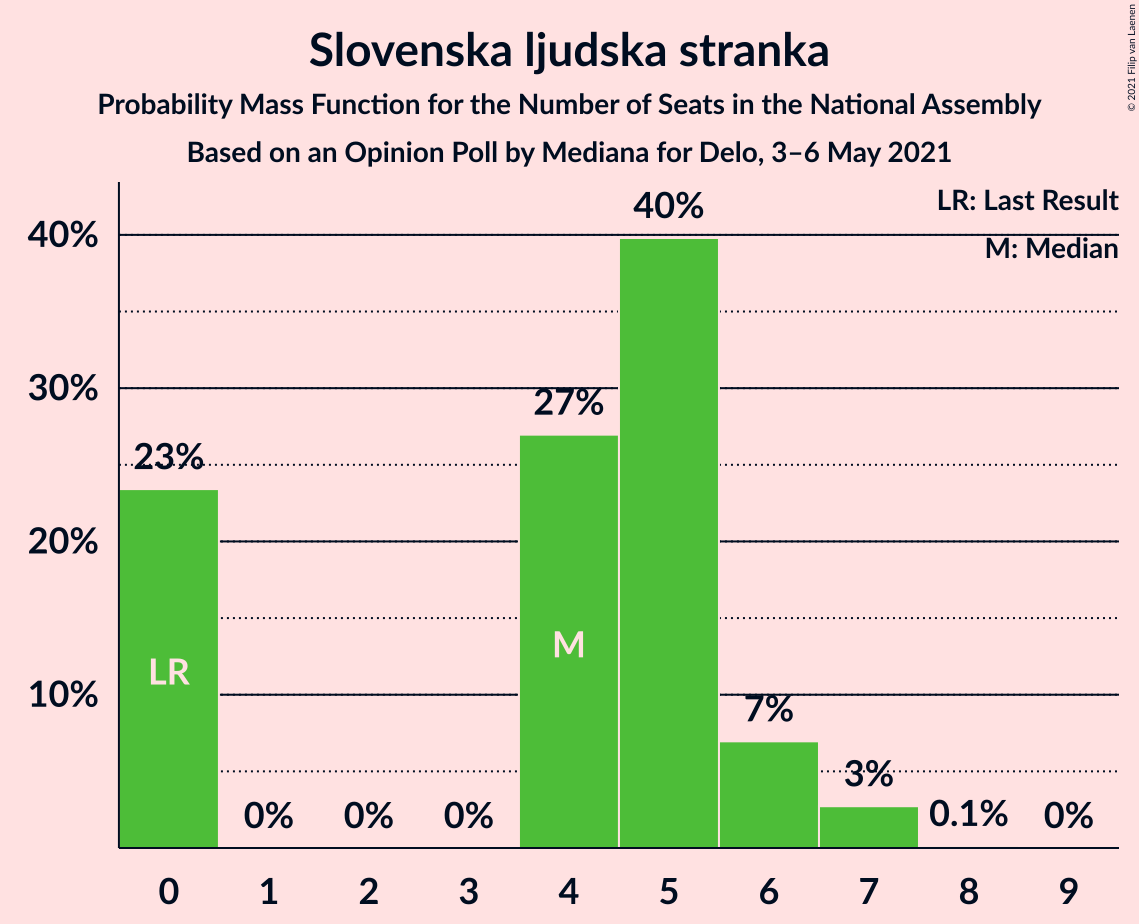 Slovenska ljudska stranka
Probability Mass Function for the Number of Seats in the National Assembly
Based on an Opinion Poll by Mediana for Delo, 3–6 May 2021
© 2021 Filip van Laenen
LR: Last Result
M: Median
40%
30%
20%
10%
23%
0%
0%
0%
27%
40%
7%
3%
0.1%
0%
LR
M
0 1 2 3 4 5 6 7 8 9